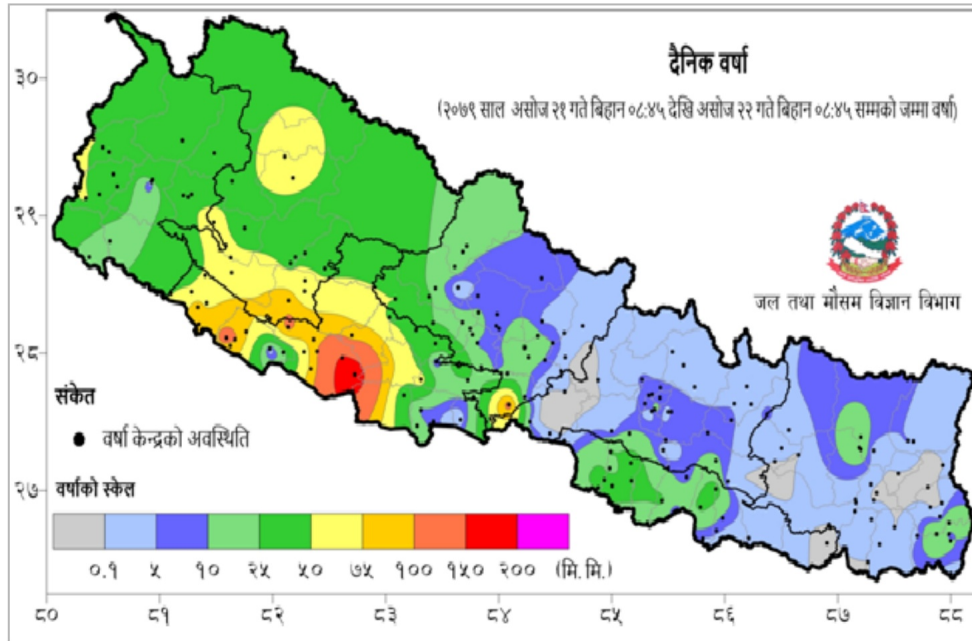 दैनिक वर्षा
(२०७९ साल असोज २१ गते बिहान ०८:४५ देखि असोज २२ गते बिहान ०८:४५ सम्मको जम्मा वर्षा)
३०
२९
जल तथा मौसम बिज्ञान बिभाग
२८
संकेत
वर्षा केन्द्रको अवस्थिति
२७
वर्षाको स्केल
०.१ ५ १० २५ ५० ७५ १०० १५० २०० (मि.मि.)
८० ८१ ८२ ८३ ८४ ८५ ८६ ८७ ८८